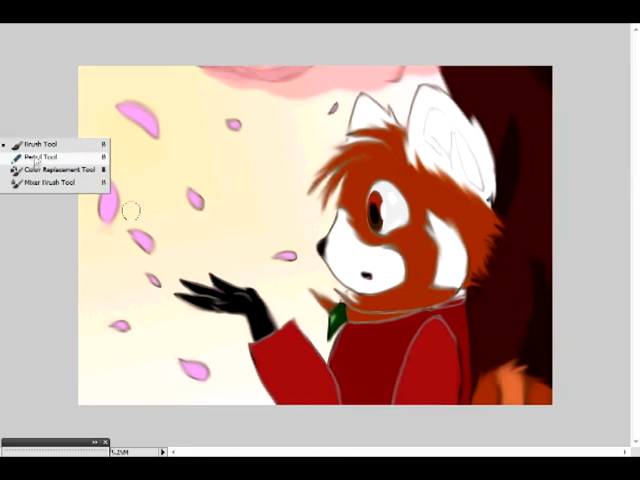 Brush Tool B
Pencil Tool B
Color Replacement Tool B
Mixer Brush Tool B